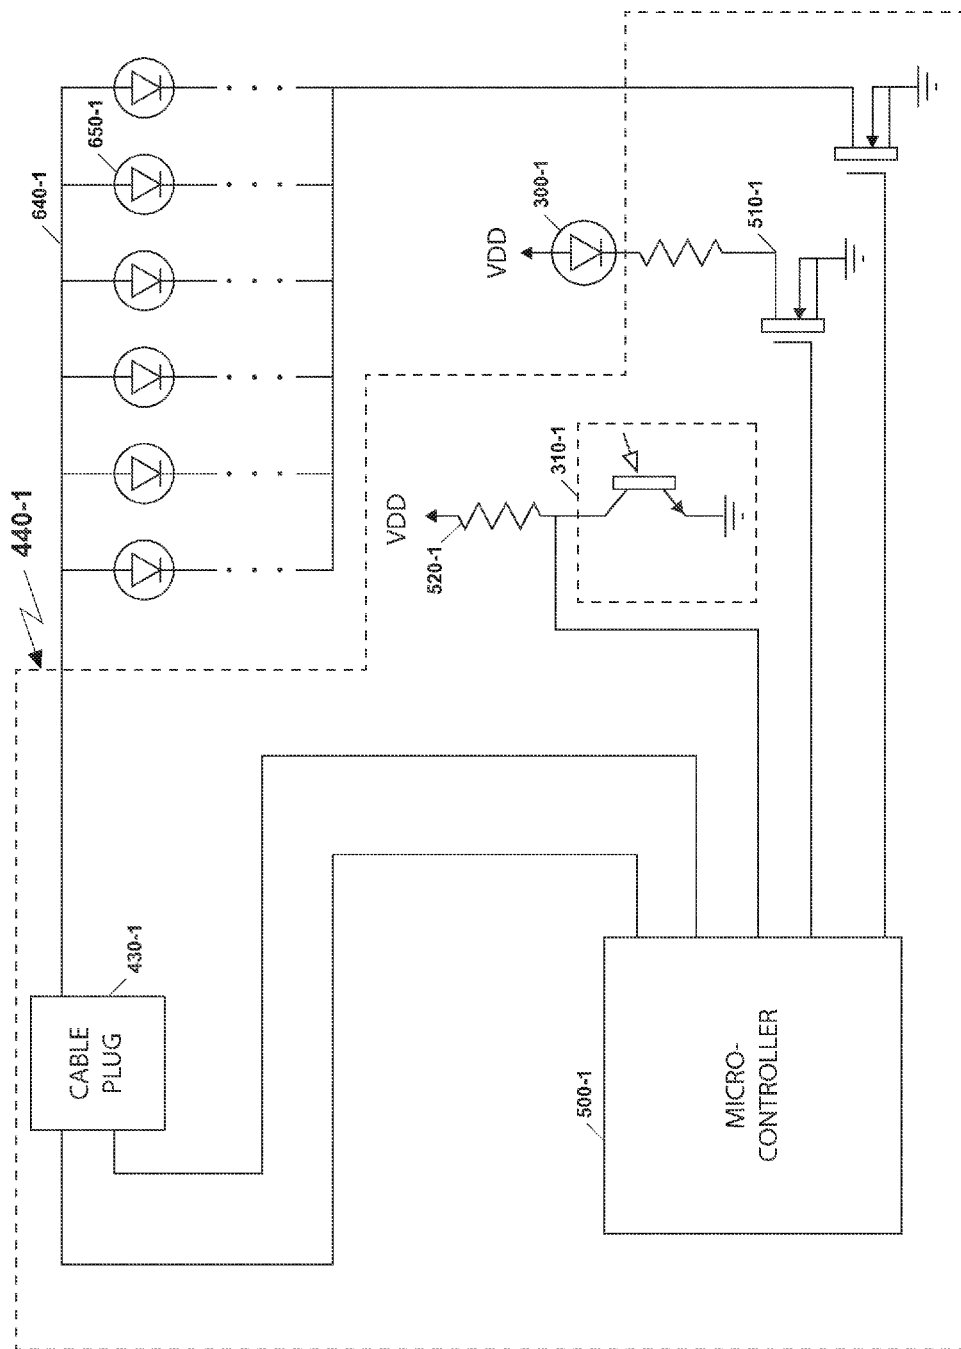 440-1
640-1
650-1
CABLE
PLUG
430-1
VDD
520-1
310-1
VDD
300-1
510-1
500-1
MICRO-
CONTROLLER